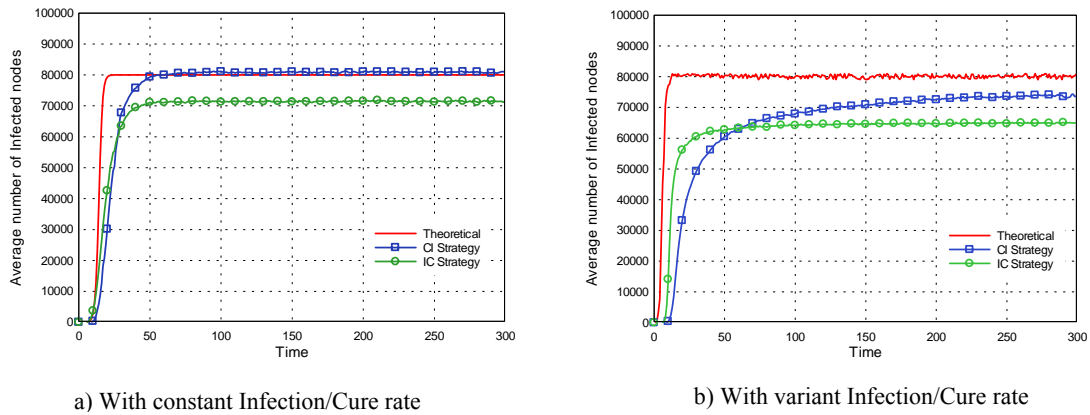 100000
90000
80000
70000
60000
50000
40000
30000
20000
10000
0
Average number of Infected nodes
Theoretical
CI Strategy
IC Strategy
0 50 100 150 200 250 300
Time
a) With constant Infection/Cure rate
100000
90000
80000
70000
60000
50000
40000
30000
20000
10000
0
Average number of Infected nodes
Theoretical
CI Strategy
IC Strategy
0 50 100 150 200 250 300
Time
b) With variant Infection/Cure rate